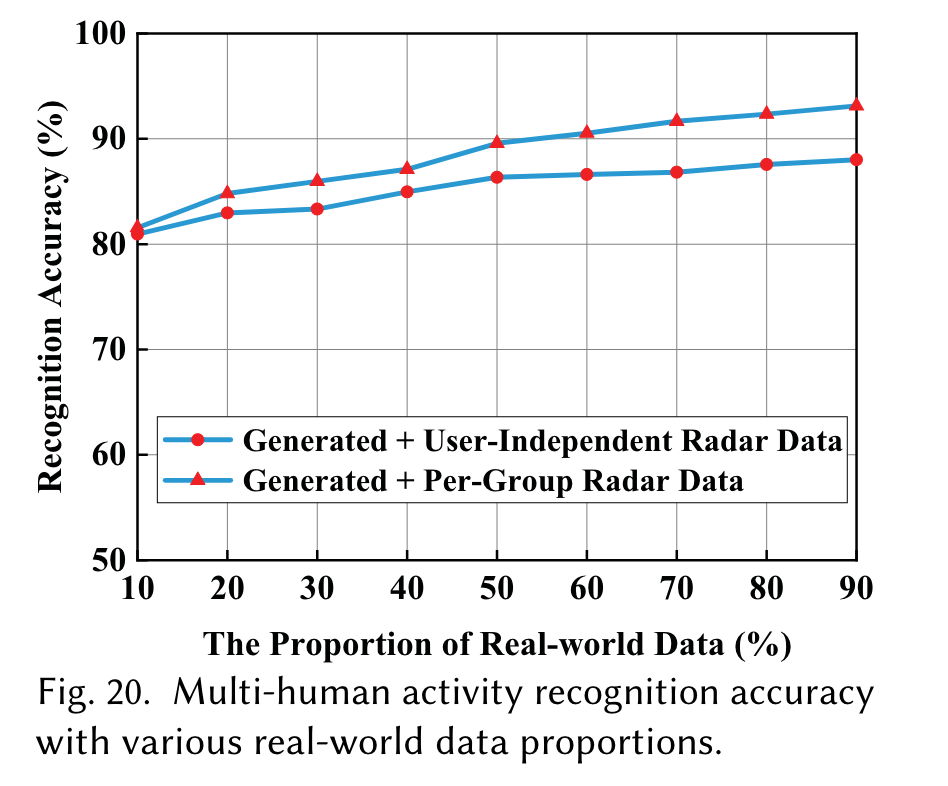 100
90
80
70
60
50
Recognition Accuracy (%)
Generated + User-Independent Radar Data
Generated + Per-Group Radar Data
10 20 30 40 50 60 70 80 90
The Proportion of Real-world Data (%)
Fig. 20. Multi-human activity recognition accuracy
with various real-world data proportions.